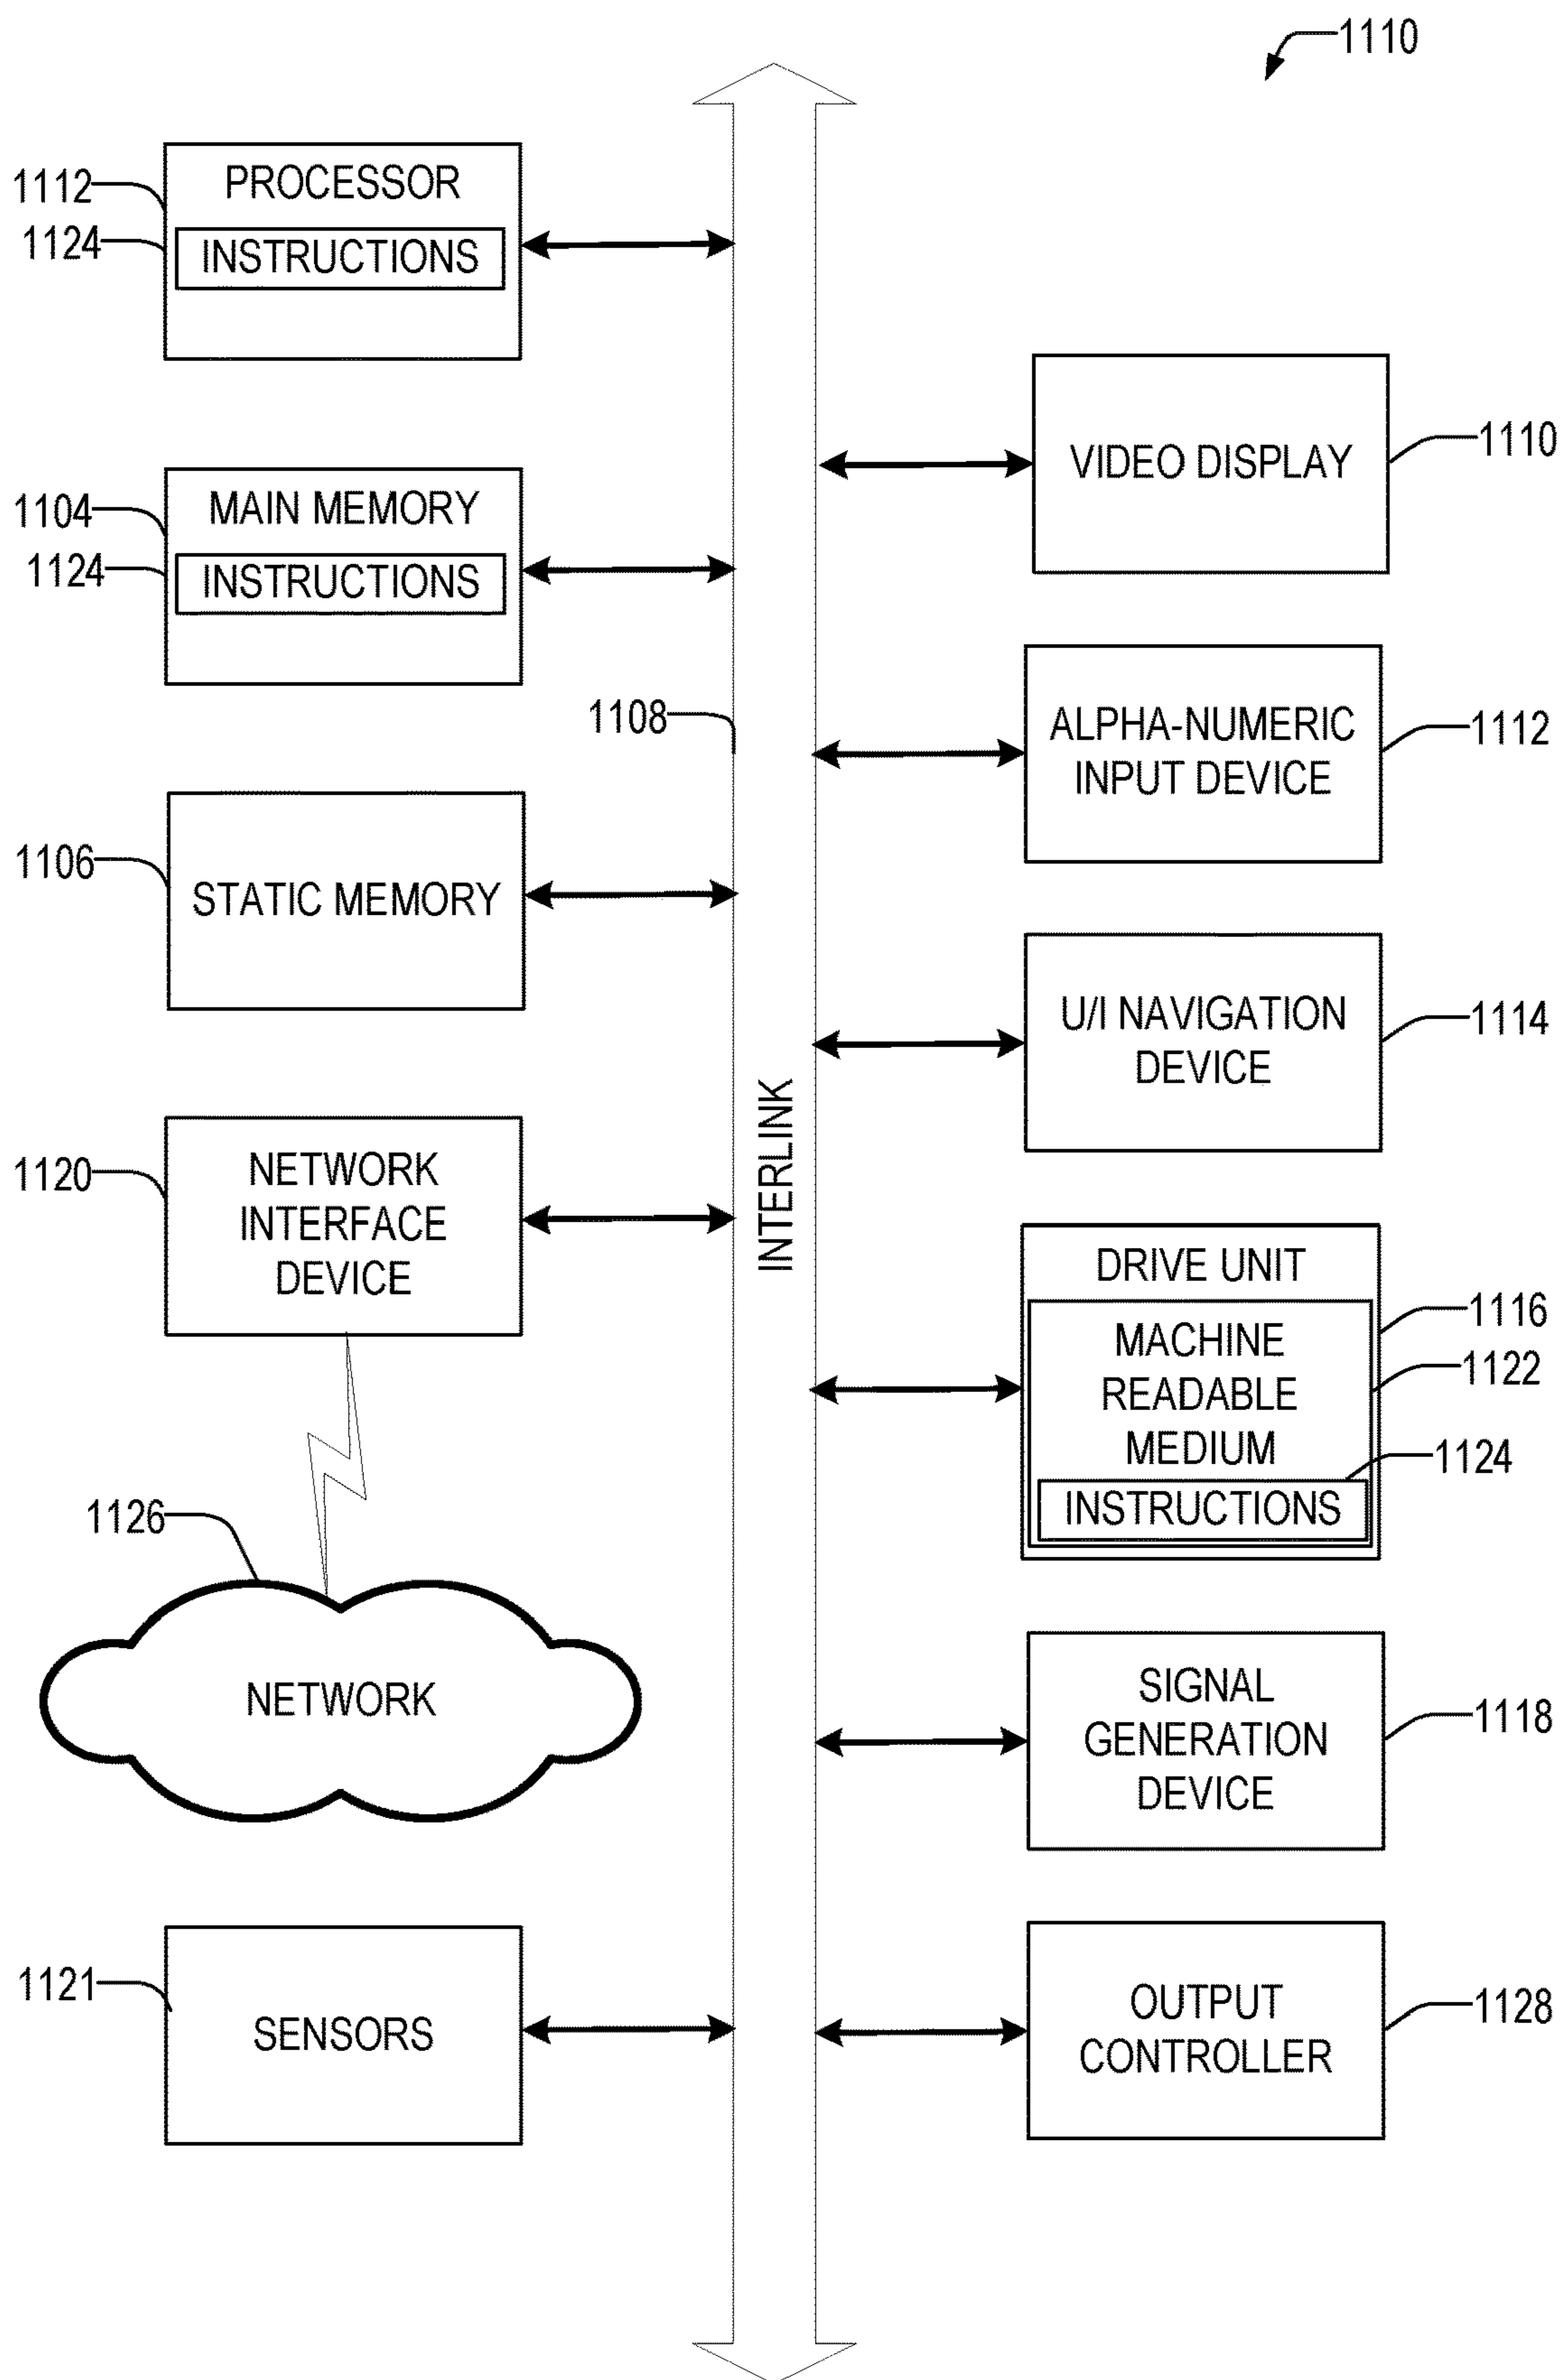 1110
1112
PROCESSOR
1124
INSTRUCTIONS
1104
MAIN MEMORY
1124
INSTRUCTIONS
1108
1106
STATIC MEMORY
1120
NETWORK
INTERFACE
DEVICE
1126
NETWORK
1121
SENSORS
INTERLINK
VIDEO DISPLAY
1110
ALPHA-NUMERIC
INPUT DEVICE
1112
U/I NAVIGATION
DEVICE
1114
DRIVE UNIT
1116
MACHINE
READABLE
MEDIUM
1122
1124
INSTRUCTIONS
SIGNAL
GENERATION
DEVICE
1118
OUTPUT
CONTROLLER
1128